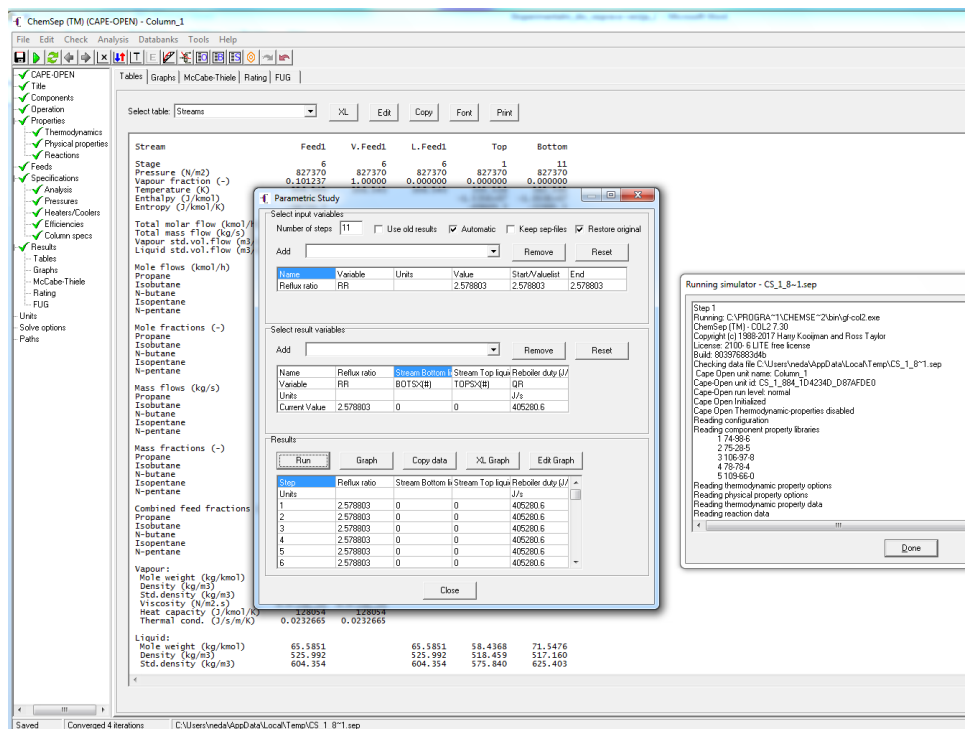 ChemSep (TM) (CAPE-OPEN) - Column_1
File Edit Check Analysis Databanks Tools Help
CAPE-OPEN
Title
Components
Operation
Properties
Thermodynamics
Physical properties
Reactions
Feeds
Specifications
Analysis
Pressures
Heaters/Coolers
Efficiencies
Column specs
Results
Tables
Graphs
McCabe-Thiele
Rating
FUG
Units
Solve options
Paths
Tables Graphs McCabe-Thiele Rating FUG
Select table: Streams XL Edit Copy Font Print
Stream Feed1 V.Feed1 L.Feed1 Top Bottom
Stage 6 6 6 1 11
Pressure (N/m2) 827370 827370 827370 827370 827370
Vapour fraction (-) 0.101237 1.00000 0.00000 0.000000 0.000000
Temperature (K)
Enthalpy (J/kmol)
Entropy (J/kmol/
Total molar flow (kmol/h
Total mass flow (kg/s)
Vapour std.vol.flow (m3/
Liquid std.vol.flow (m3/
Mole flows (kmol/h)
Propane
Isobutane
N-butane
Isopentane
N-pentane
Mole fractions (-)
Propane
Isobutane
N-butane
Isopentane
N-pentane
Mass flows (kg/s)
Propane
Isobutane
N-butane
Isopentane
N-pentane
Mass fractions (-)
Propane
Isobutane
N-butane
Isopentane
N-pentane
Combined feed fractions
Propane
Isobutane
N-butane
Isopentane
N-pentane
Vapour:
Mole weight (kg/kmol)
Density (kg/m3)
Std.density (kg/m3)
Viscosity (N/m2.s)
Heat capacity (J/kmol/K) 128054 128054
Thermal cond. (J/s/m/K) 0.0232665 0.0232665
Liquid:
Mole weight (kg/kmol) 65.5851 65.5851 58.4368 71.5476
Density (kg/m3) 525.992 525.992 518.459 517.160
Std.density (kg/m3) 604.354 604.354 575.840 625.403
Parametric Study
Select input variables
Number of steps 11 Use old results Automatic Keep sep-files Restore original
Add Remove Reset
Name Variable Units Value Start/Valuelist End
Reflux ratio RR 2.578803 2.578803 2.578803
Select result variables
Add Remove Reset
Name Reflux ratio Stream Bottom li Stream Top liqui Reboiler duty (J/
Variable RR BOTSX(#) TOPSX(#) QR
Units J/s
Current Value 2.578803 0 0 405280.6
Results
Run Graph Copy data XL Graph Edit Graph
Step Reflux ratio Stream Bottom li Stream Top liqui Reboiler duty (J/
Units J/s
1 2.578803 0 0 405280.6
2 2.578803 0 0 405280.6
3 2.578803 0 0 405280.6
4 2.578803 0 0 405280.6
5 2.578803 0 0 405280.6
6 2.578803 0 0 405280.6
Close
Running simulator - CS_1_8~1.sep
Step 1
Running: C:\PROGRA~1\CHEMSE~2\bin\gf-col2.exe
ChemSep (TM) - COL2 7.30
Copyright (c) 1988-2017 Harry Kooijman and Ross Taylor
License: 2100- 6 LITE free license
Build: 803976883d4b
Checking data file C:\Users\neda\AppData\Local\Temp\CS_1_8~1.sep
Cape Open unit name: Column_1
Cape-Open unit id: CS_1_884_1D4234D_D87AFDE0
Cape-Open run level: normal
Cape Open Initialized
Cape Open Thermodynamic-properties disabled
Reading configuration
Reading component property libraries
1 74-98-6
2 75-28-5
3 106-97-8
4 78-78-4
5 109-66-0
Reading thermodynamic property options
Reading physical property options
Reading thermodynamic property data
Reading reaction data
Done
Saved Converged 4 iterations C:\Users\neda\AppData\Local\Temp\CS_1_8~1.sep